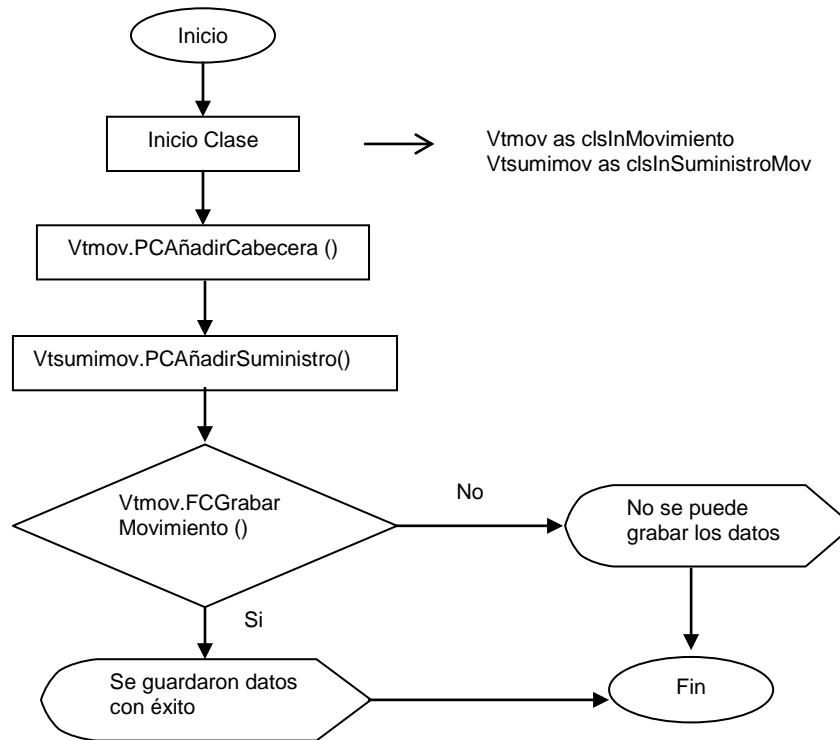 Inicio
Inicio Clase
Vtmov as clsInMovimiento
Vtsumimov as clsInSuministroMov
Vtmov.PCAñadirCabecera ()
Vtsumimov.PCAñadirSuministro()
Vtmov.FCGrabar
Movimiento ()
No
No se puede
grabar los datos
Si
Se guardaron datos
con éxito
Fin